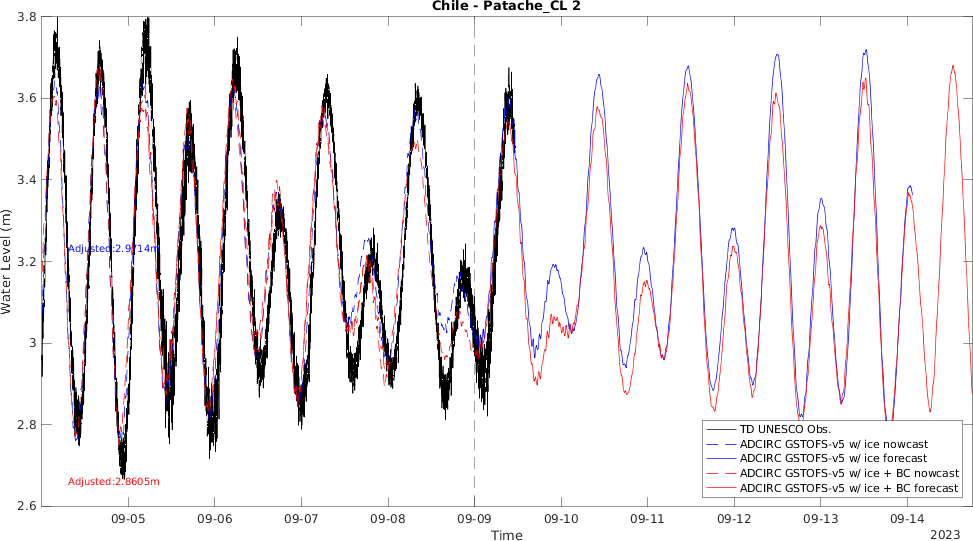 Chile - Patache_CL 2
3.8
3.6
3.4
3.2
3
2.8
2.6
Water Level (m)
Adjusted:2.9714m
Adjusted:2.8605m
TD UNESCO Obs.
ADCIRC GSTOFS-v5 w/ ice nowcast
ADCIRC GSTOFS-v5 w/ ice forecast
ADCIRC GSTOFS-v5 w/ ice + BC nowcast
ADCIRC GSTOFS-v5 w/ ice + BC forecast
09-05 09-06 09-07 09-08 09-09 09-10 09-11 09-12 09-13 09-14
Time
2023